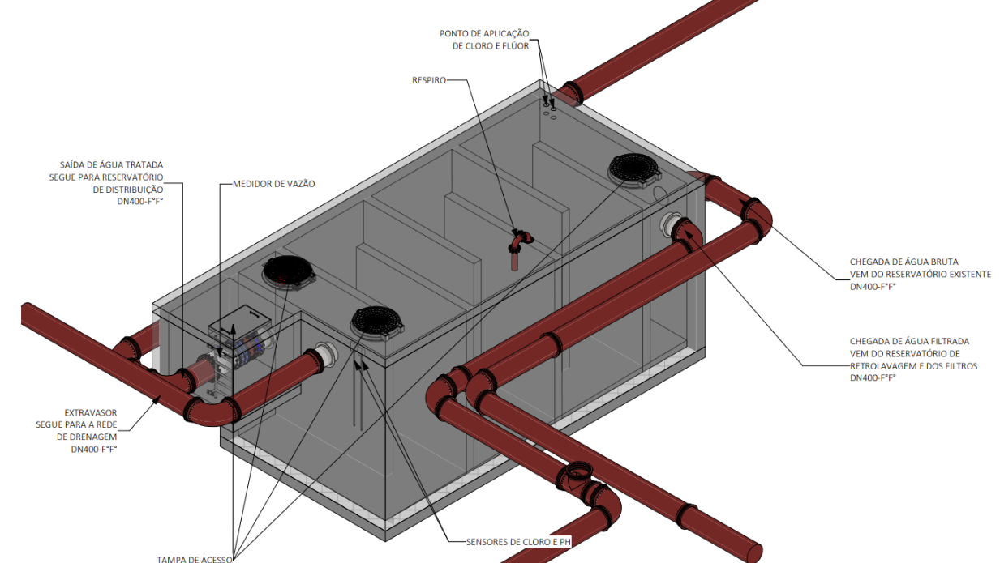 PONTO DE APLICAÇÃO
DE CLORO E FLÚOR
RESPIRO
SAÍDA DE ÁGUA TRATADA
SEGUE PARA RESERVATÓRIO
DE DISTRIBUIÇÃO
DN400-F°F°
MEDIDOR DE VAZÃO
CHEGADA DE ÁGUA BRUTA
VEM DO RESERVATÓRIO EXISTENTE
DN400-F°F°
CHEGADA DE ÁGUA FILTRADA
VEM DO RESERVATÓRIO DE
RETROLAVAGEM E DOS FILTROS
DN400-F°F°
EXTRAVASOR
SEGUE PARA A REDE
DE DRENAGEM
DN400-F°F°
SENSORES DE CLORO E PH
TAMPA DE ACESSO